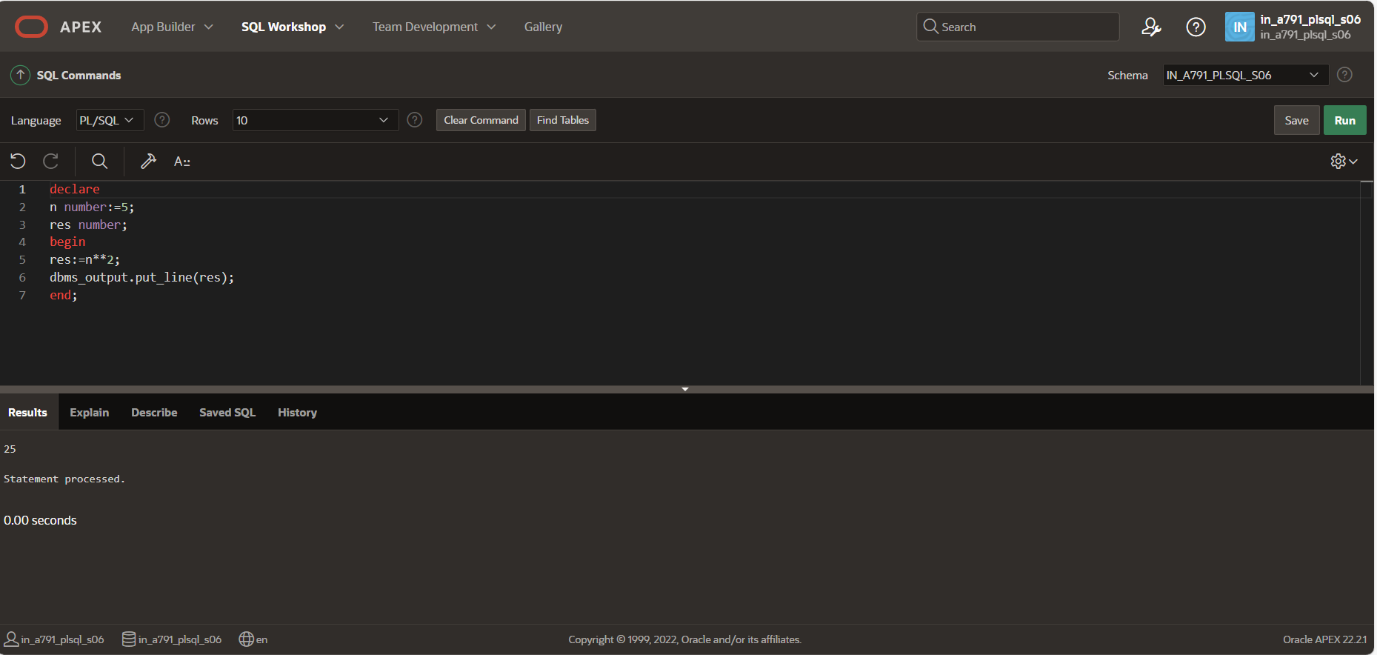 APEX App Builder SQL Workshop Team Development Gallery Search IN in_a791_plsql_s06
in_a791_plsql_s06
SQL Commands Schema IN_A791_PLSQL_S06
Language PL/SQL Rows 10 Clear Command Find Tables Save Run
A::
1 declare
2 n number:=5;
3 res number;
4 begin
5 res:=n**2;
6 dbms_output.put_line(res);
7 end;
Results Explain Describe Saved SQL History
25
Statement processed.
0.00 seconds
in_a791_plsql_s06 in_a791_plsql_s06 en Copyright © 1999, 2022, Oracle and/or its affiliates. Oracle APEX 22.2.1